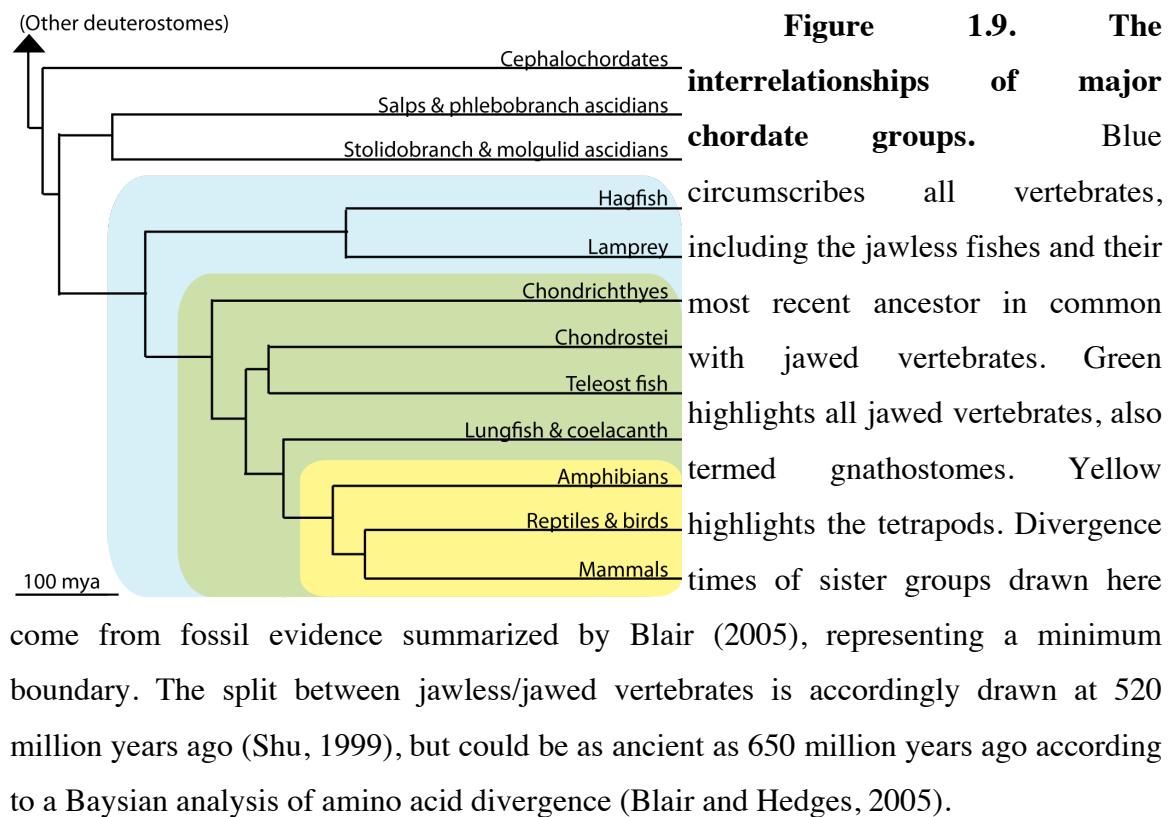 (Other deuterostomes)
Cephalochordates
Salps & phlebobranch ascidians
Stolidobranch & molgulid ascidians
Hagfish
Lamprey
Chondrichthyes
Chondrostei
Teleost fish
Lungfish & coelacanth
Amphibians
Reptiles & birds
Mammals
100 mya
Figure 1.9. The
interrelationships of major
chordate groups. Blue
circumscribes all vertebrates,
including the jawless fishes and their
most recent ancestor in common
with jawed vertebrates. Green
highlights all jawed vertebrates, also
termed gnathostomes. Yellow
highlights the tetrapods. Divergence
times of sister groups drawn here
come from fossil evidence summarized by Blair (2005), representing a minimum
boundary. The split between jawless/jawed vertebrates is accordingly drawn at 520
million years ago (Shu, 1999), but could be as ancient as 650 million years ago according
to a Baysian analysis of amino acid divergence (Blair and Hedges, 2005).